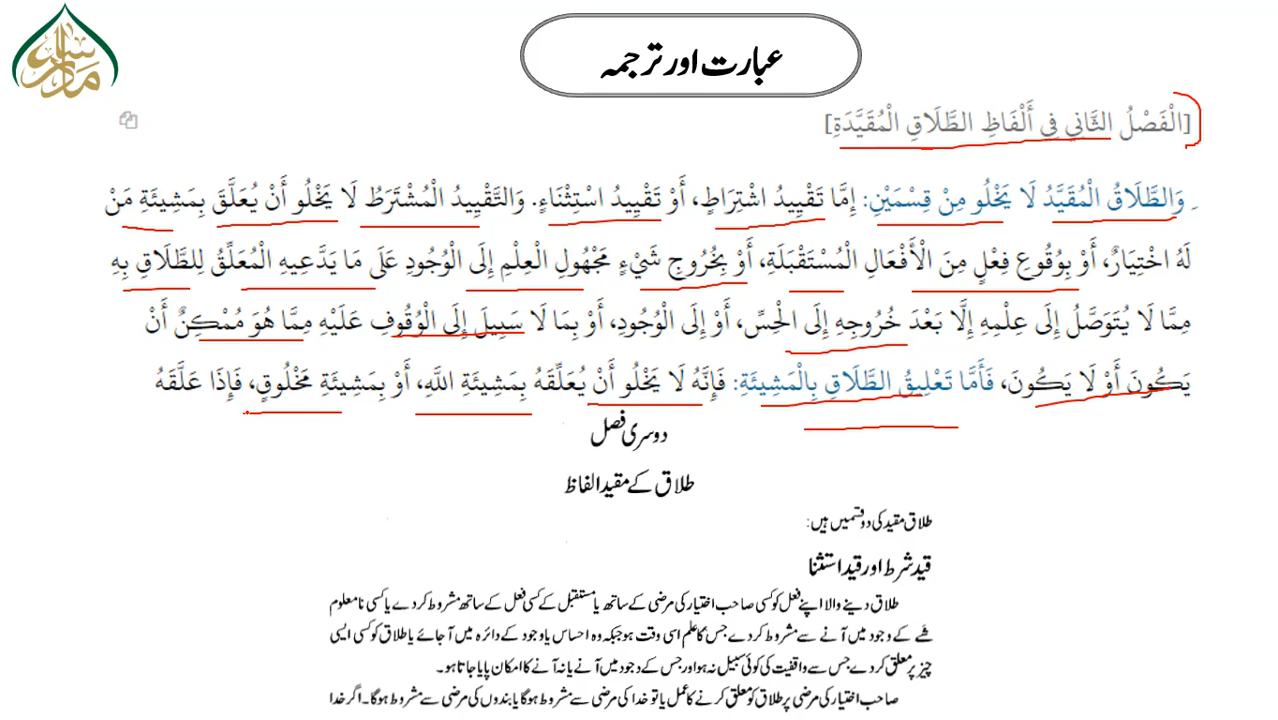 مدارس
عبارت اور ترجمہ
[الْفَصْلُ الثَّانِي فِي أَلْفَاظِ الطَّلَاقِ الْمُقَيَّدَةِ]
- وَالطَّلَاقُ الْمُقَيَّدُ لَا يَخْلُو مِنْ قِسْمَيْنِ: إِمَّا تَقْيِيدُ اشْتِرَاطٍ، أَوْ تَقْيِيدُ اسْتِثْنَاءٍ. وَالتَّقْيِيدُ الْمُشْتَرَطُ لَا يَخْلُو أَنْ يُعَلَّقَ بِمَشِيئَةِ مَنْ
لَهُ اخْتِيَارٌ، أَوْ بِوُقُوعِ فِعْلٍ مِنَ الْأَفْعَالِ الْمُسْتَقْبَلَةِ، أَوْ بِخُرُوجِ شَيْءٍ مَجْهُولِ الْعِلْمِ إِلَى الْوُجُودِ عَلَى مَا يَدَّعِيهِ الْمُعَلِّقُ لِلطَّلَاقِ بِهِ
مِمَّا لَا يُتَوَصَّلُ إِلَى عِلْمِهِ إِلَّا بَعْدَ خُرُوجِهِ إِلَى الْحِسِّ، أَوْ إِلَى الْوُجُودِ، أَوْ بِمَا لَا سَبِيلَ إِلَى الْوُقُوفِ عَلَيْهِ مِمَّا هُوَ مُمْكِنٌ أَنْ
يَكُونَ أَوْ لَا يَكُونَ، فَأَمَّا تَعْلِيقُ الطَّلَاقِ بِالْمَشِيئَةِ: فَإِنَّهُ لَا يَخْلُو أَنْ يُعَلِّقَهُ بِمَشِيئَةِ اللَّهِ، أَوْ بِمَشِيئَةِ مَخْلُوقٍ، فَإِذَا عَلَّقَهُ
دوسری فصل
طلاق کے مقید الفاظ
طلاق مقید کی دو قسمیں ہیں:
قید شرط اور قید استثنا
طلاق دینے والا اپنے فعل کو کسی صاحب اختیار کی مرضی کے ساتھ یا مستقبل کے کسی فعل کے ساتھ مشروط کر دے یا کسی نامعلوم
شے کے وجود میں آنے سے مشروط کر دے جس کا علم اسی وقت ہو جبکہ وہ احساس یا وجود کے دائرہ میں آجائے یا طلاق کو کسی ایسی
چیز پر معلق کر دے جس سے واقفیت کی کوئی سبیل نہ ہو اور جس کے وجود میں آنے یا نہ آنے کا امکان پایا جاتا ہو۔
صاحب اختیار کی مرضی پر طلاق کو معلق کرنے کا عمل یا تو خدا کی مرضی سے مشروط ہوگا یا بندوں کی مرضی سے مشروط ہوگا۔ اگر خدا